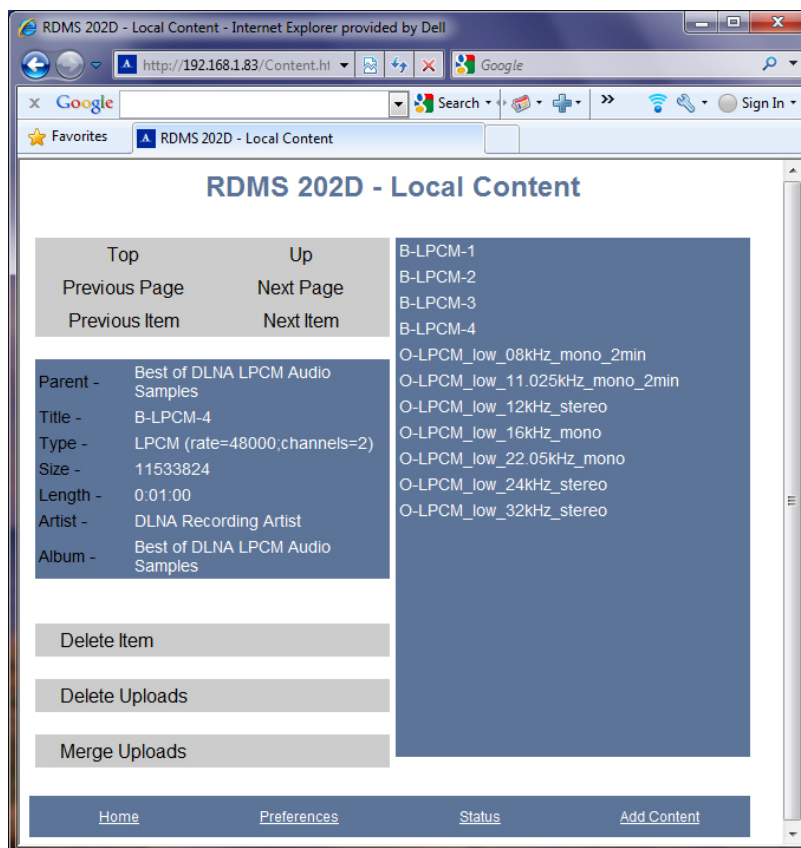 RDMS 202D - Local Content - Internet Explorer provided by Dell
http://192.168.1.83/Content.ht
Google
x Google
Search
»
Sign In
Favorites
RDMS 202D - Local Content
RDMS 202D - Local Content
Top Up
Previous Page Next Page
Previous Item Next Item
Parent - Best of DLNA LPCM Audio
Samples
Title - B-LPCM-4
Type - LPCM (rate=48000;channels=2)
Size - 11533824
Length - 0:01:00
Artist - DLNA Recording Artist
Album - Best of DLNA LPCM Audio
Samples
Delete Item
Delete Uploads
Merge Uploads
B-LPCM-1
B-LPCM-2
B-LPCM-3
B-LPCM-4
O-LPCM_low_08kHz_mono_2min
O-LPCM_low_11.025kHz_mono_2min
O-LPCM_low_12kHz_stereo
O-LPCM_low_16kHz_mono
O-LPCM_low_22.05kHz_mono
O-LPCM_low_24kHz_stereo
O-LPCM_low_32kHz_stereo
Home Preferences Status Add Content